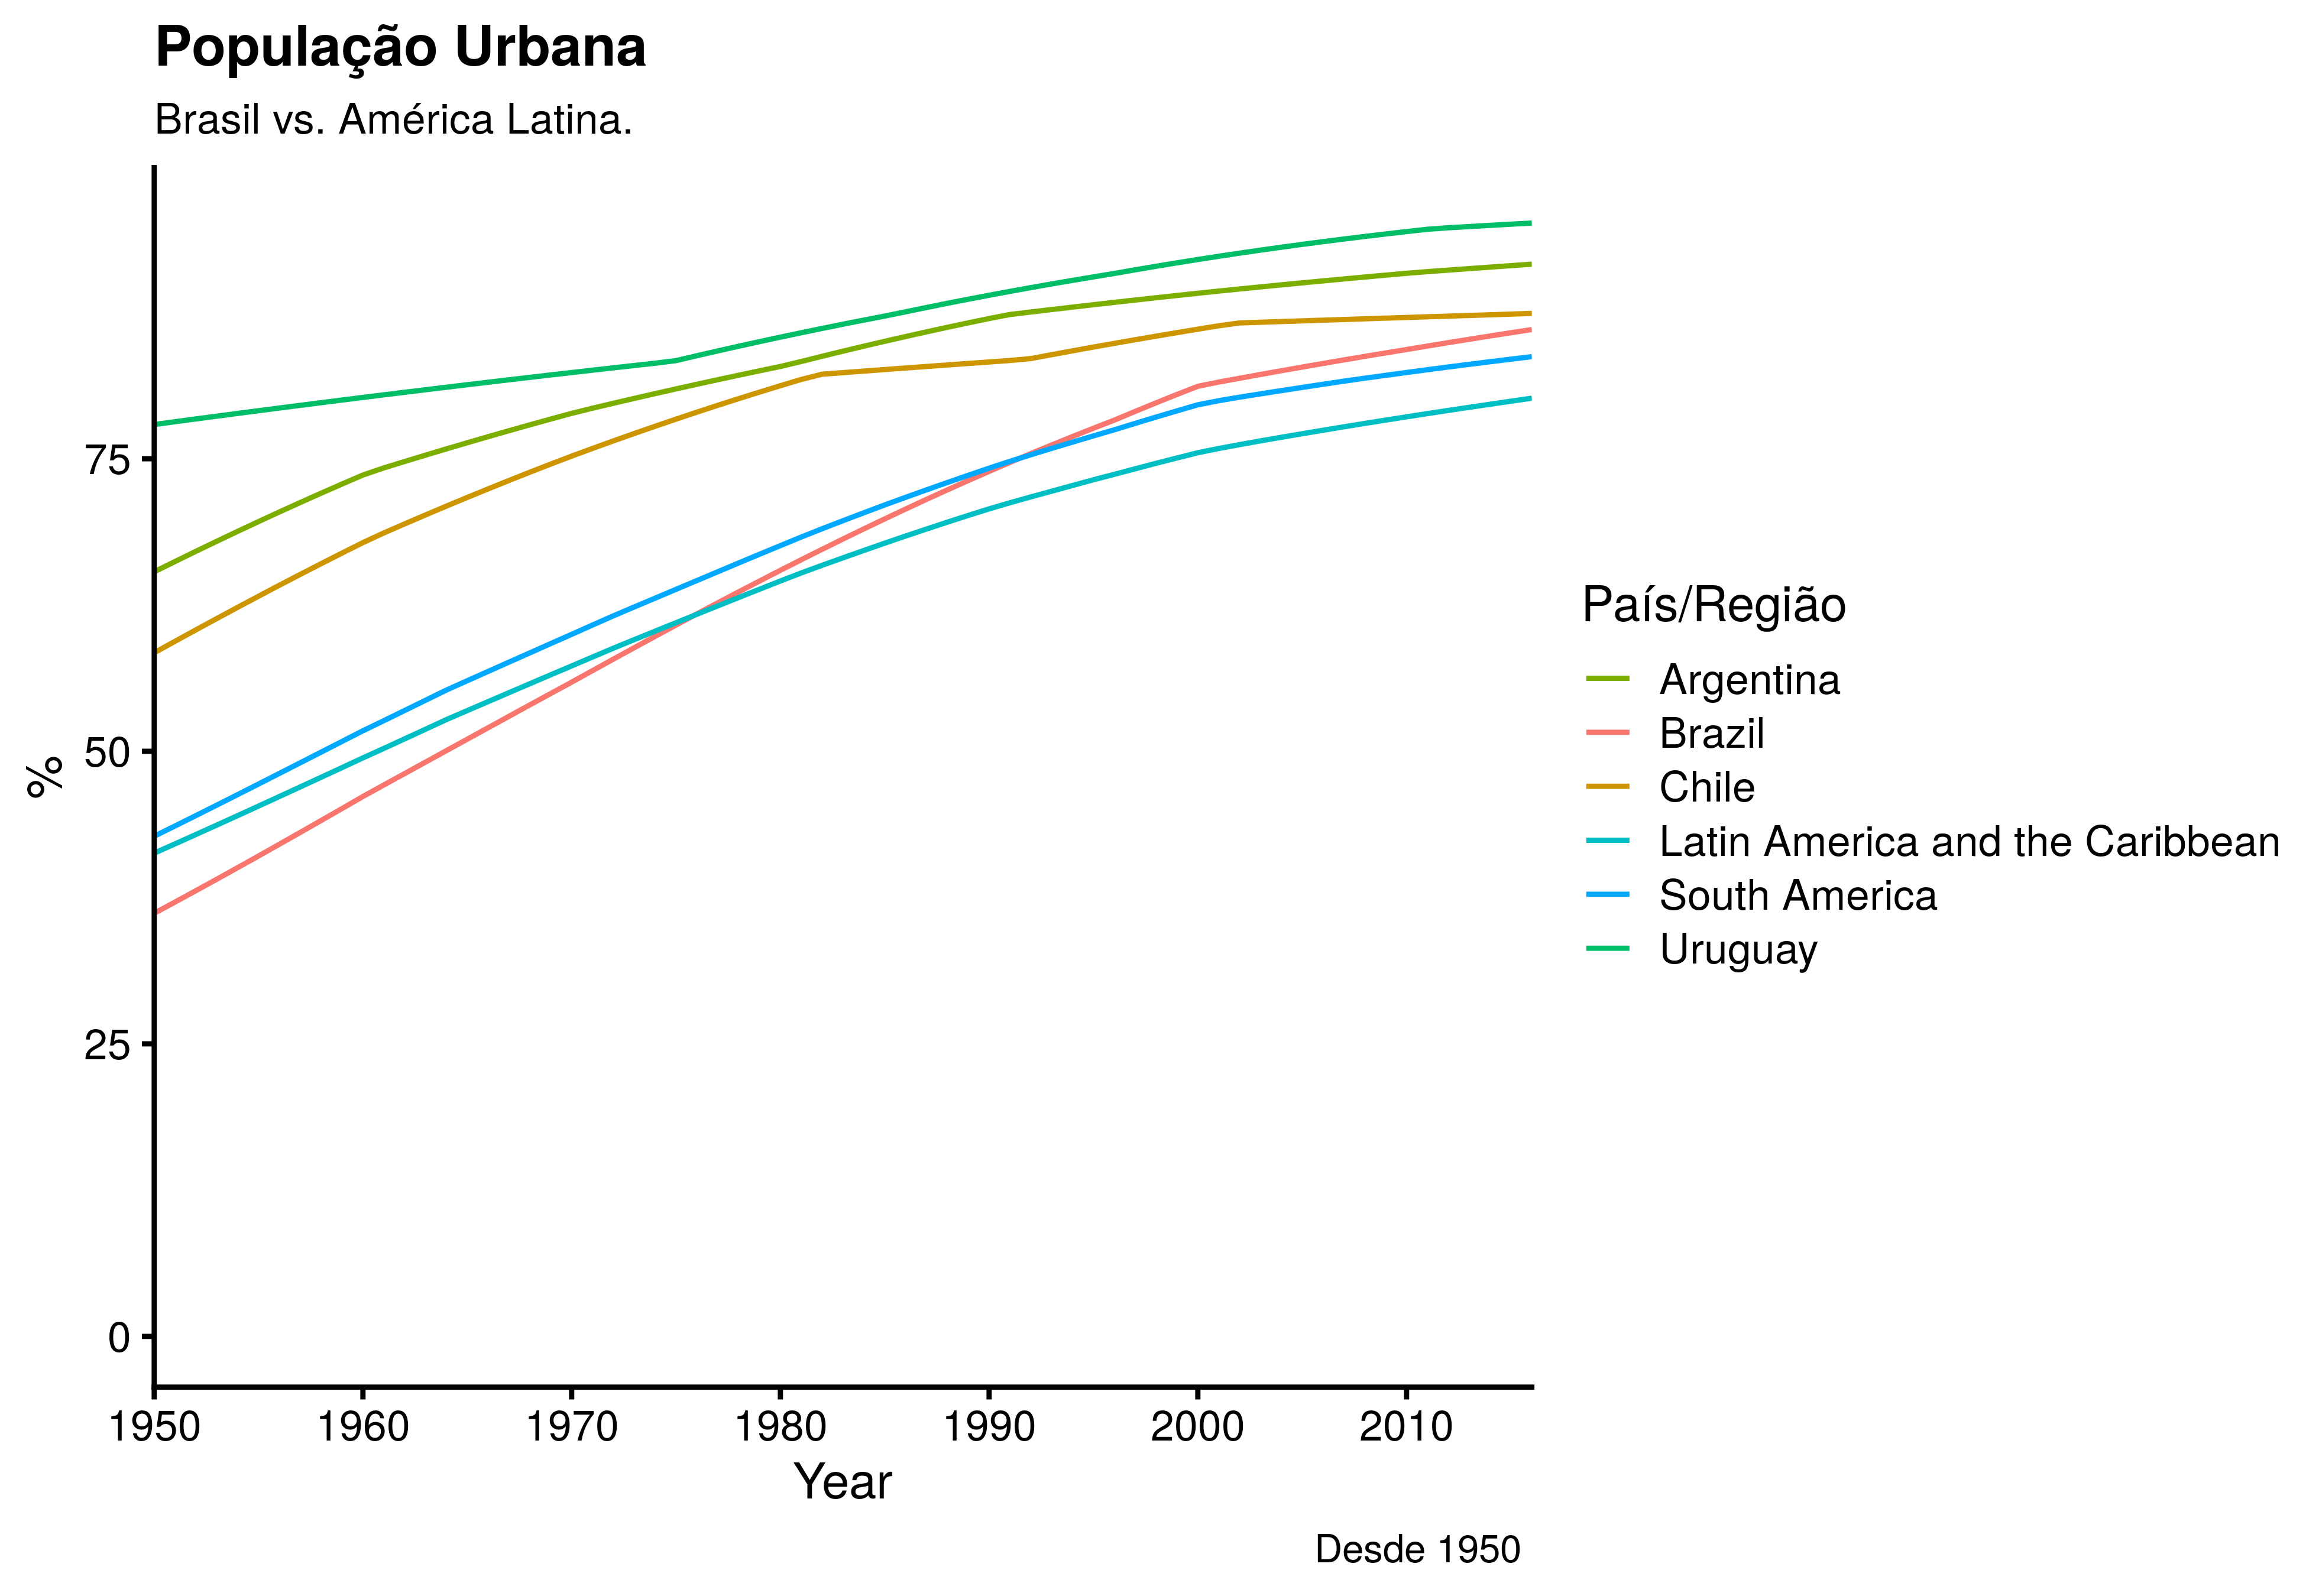 População Urbana
Brasil vs. América Latina.
%
75
50
25
0
1950 1960 1970 1980 1990 2000 2010
Year
País/Região
Argentina
Brazil
Chile
Latin America and the Caribbean
South America
Uruguay
Desde 1950